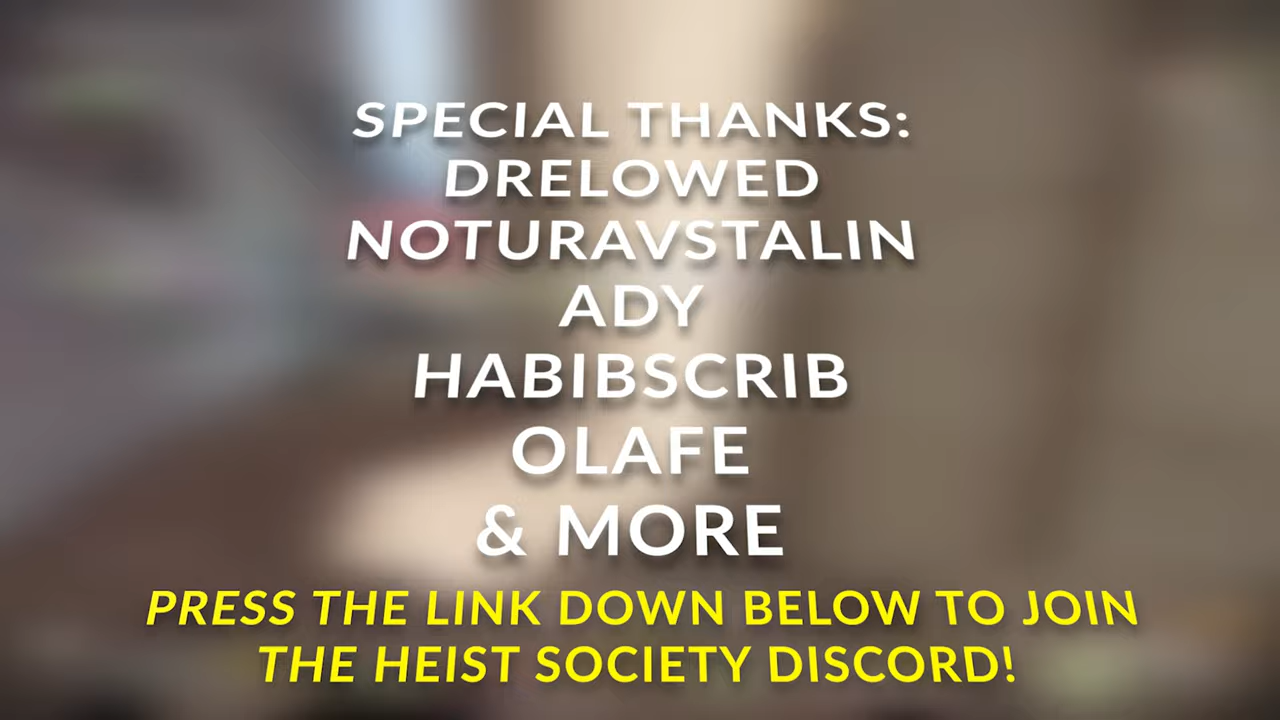 SPECIAL THANKS:
DRELOWED
NOTURAVSTALIN
ADY
HABIBSCRIB
OLAFE
& MORE
PRESS THE LINK DOWN BELOW TO JOIN
THE HEIST SOCIETY DISCORD!